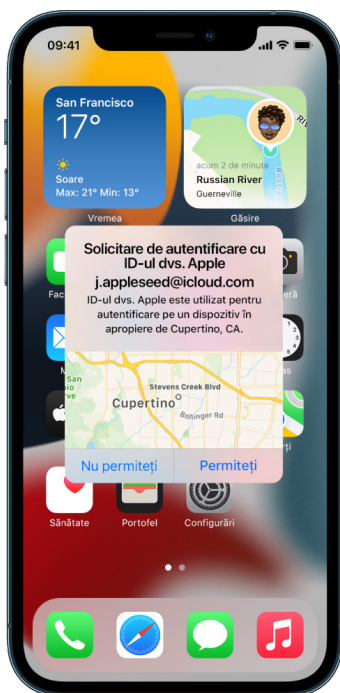 09:41
San Francisco
17°
Soare
Max: 21° Min: 13°
Vremea
acum 2 de minute
Russian River
Guerneville
Găsire
Solicitare de autentificare cu
ID-ul dvs. Apple
j.appleseed@icloud.com
ID-ul dvs. Apple este utilizat pentru
autentificare pe un dispozitiv în
apropiere de Cupertino, CA.
Stevens Creek Blvd
Cupertino
Bollinger Rd
Nu permiteți
Permiteți
Sănătate
Portofel
Configurări